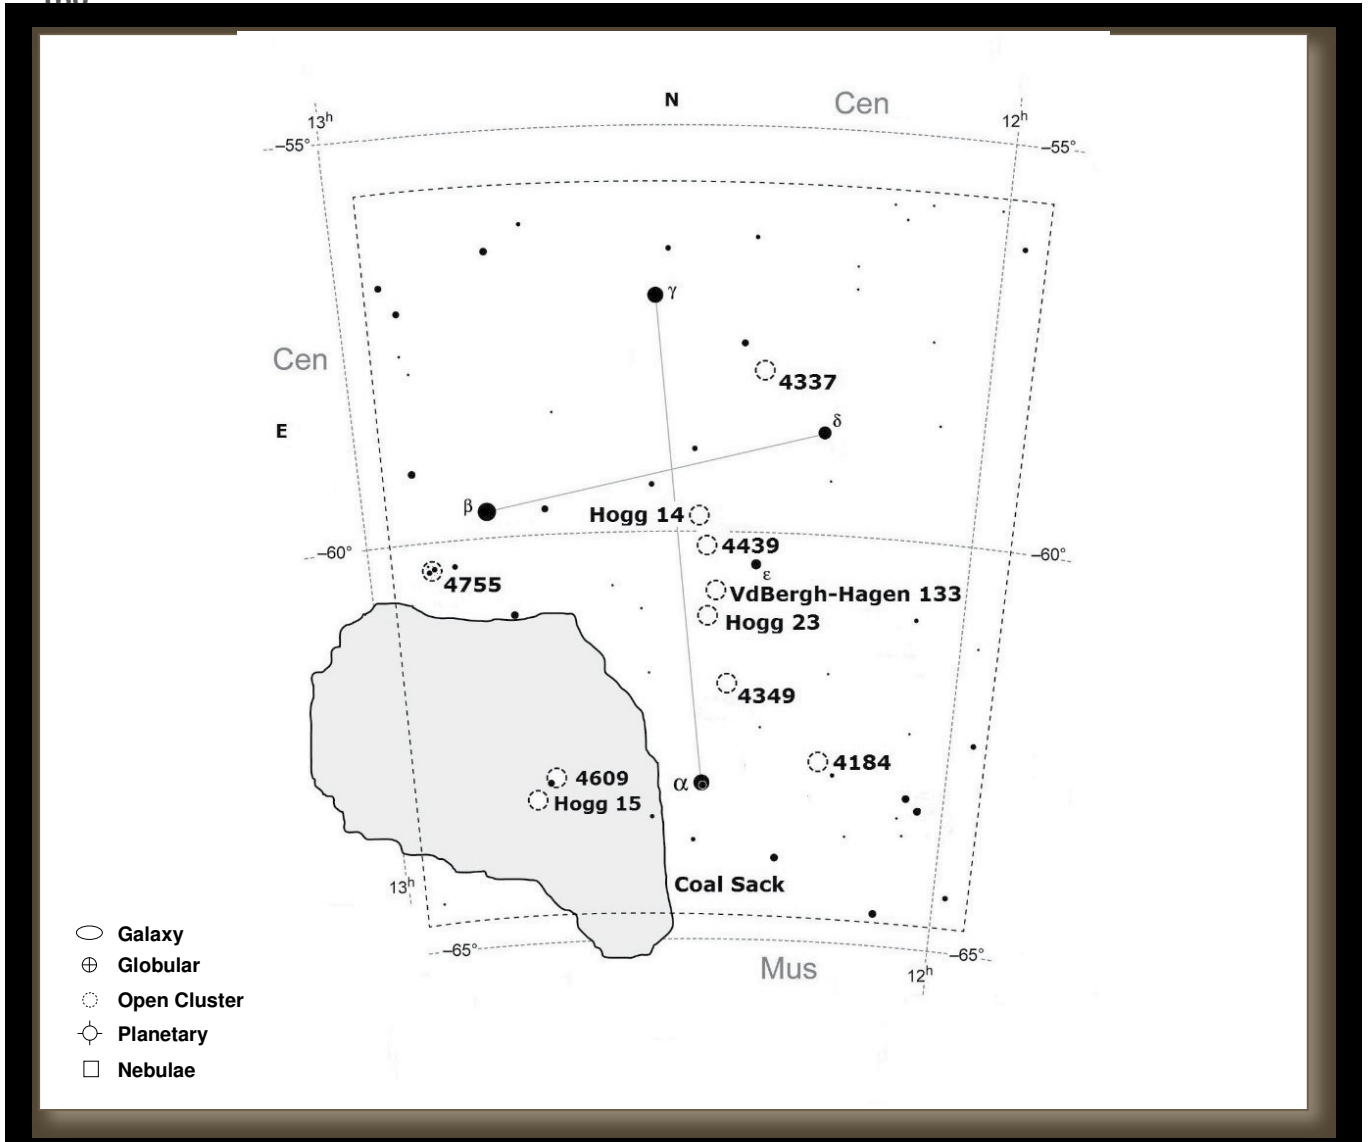 N
Cen
13h
12h
–55°
–55°
γ
Cen
4337
δ
E
β
Hogg 14
4439
–60°
–60°
ε
4755
VdBergh-Hagen 133
Hogg 23
4349
4184
4609
α
Hogg 15
Coal Sack
13h
–65°
–65°
Mus
12h
Galaxy
Globular
Open Cluster
Planetary
Nebulae